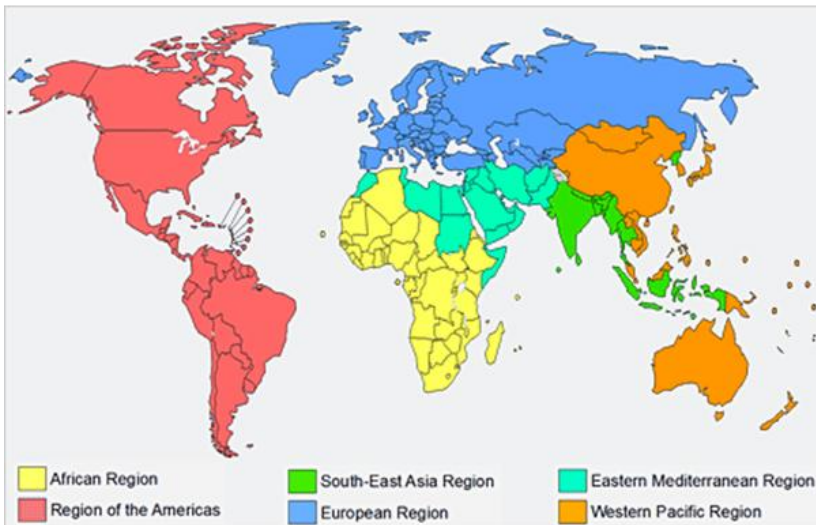 African Region
South-East Asia Region
Eastern Mediterranean Region
Region of the Americas
European Region
Western Pacific Region